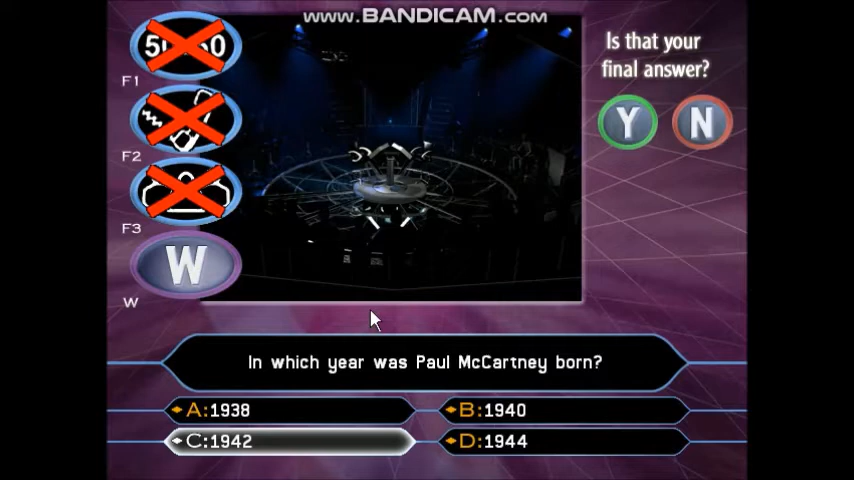 www.BANDICAM.com
Is that your
final answer?
Y
N
F1
F2
F3
W
W
In which year was Paul McCartney born?
A:1938
B:1940
C:1942
D:1944